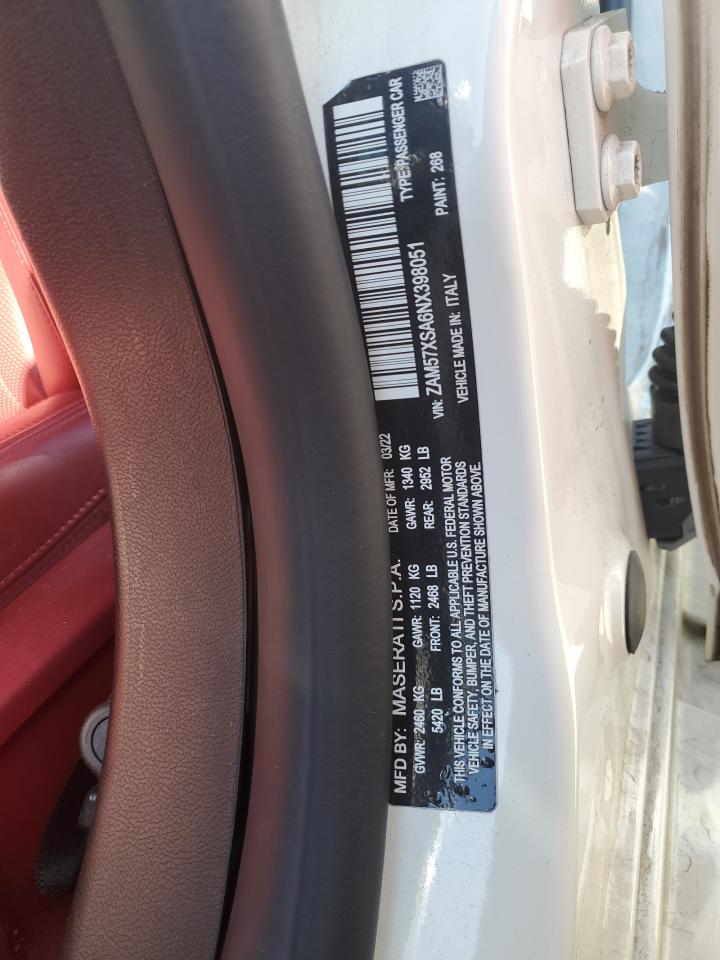 MFD BY: MASERATI S.P.A. DATE OF MFR: 03/22
GVWR: 2460 KG GAWR: 1120 KG GAWR: 1340 KG
5420 LB FRONT: 2468 LB REAR: 2952 LB
THIS VEHICLE CONFORMS TO ALL APPLICABLE U.S. FEDERAL MOTOR
VEHICLE SAFETY, BUMPER, AND THEFT PREVENTION STANDARDS
IN EFFECT ON THE DATE OF MANUFACTURE SHOWN ABOVE.
VIN: ZAM57XSA6NX398051 TYPE: PASSENGER CAR
VEHICLE MADE IN: ITALY PAINT: 268